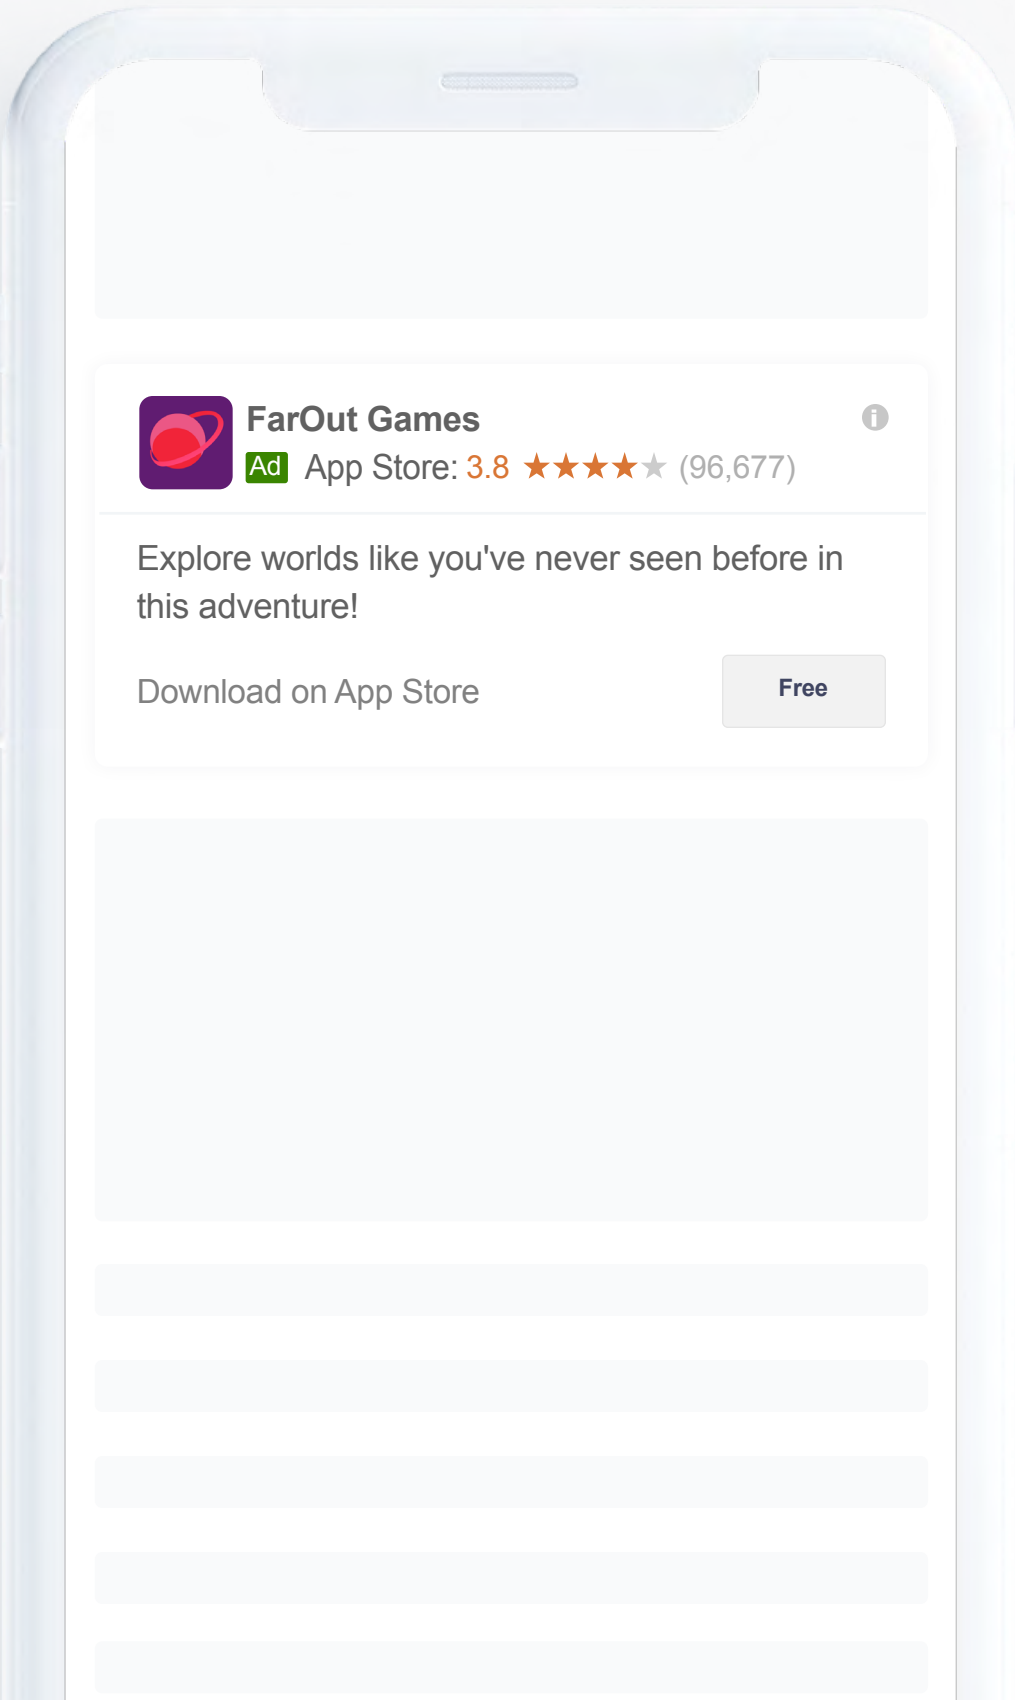 FarOut Games
Ad App Store: 3.8 ★★★★★ (96,677)
Explore worlds like you've never seen before in
this adventure!
Download on App Store
Free